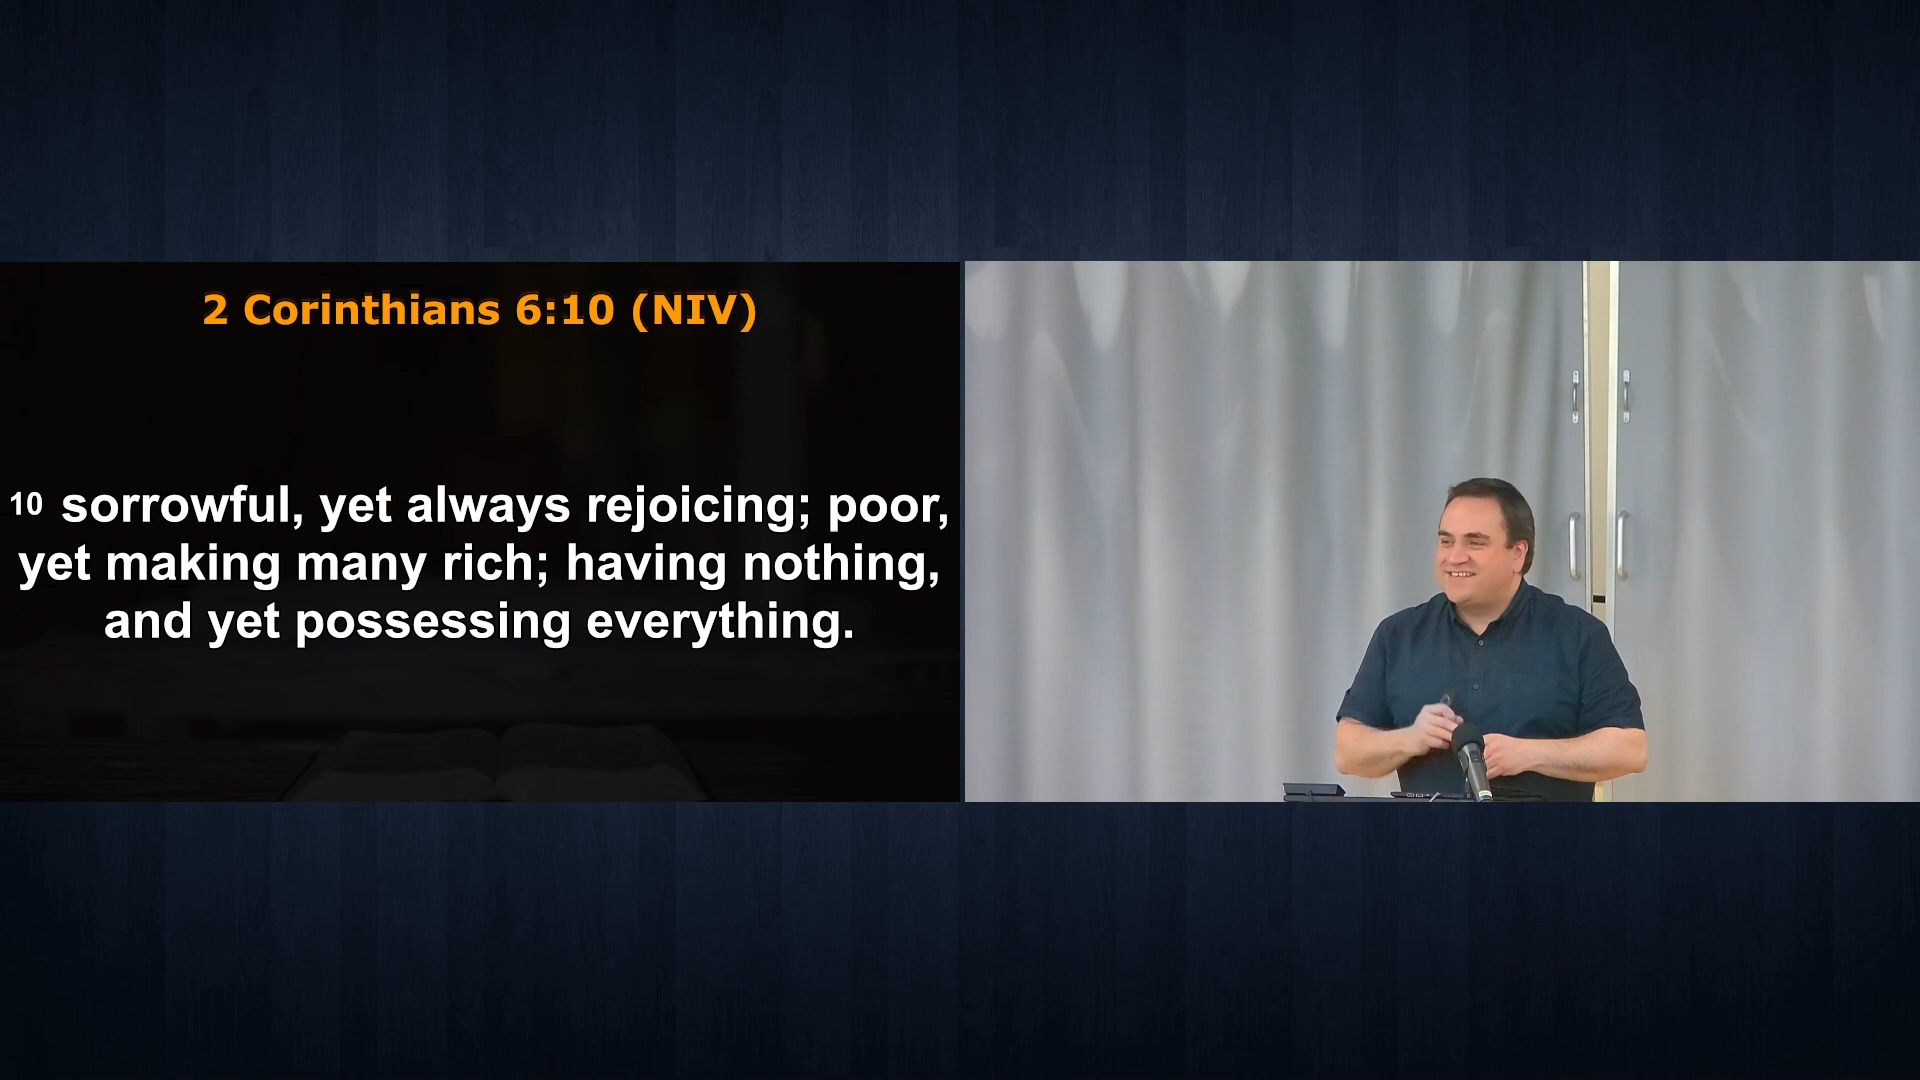 2 Corinthians 6:10 (NIV)
10 sorrowful, yet always rejoicing; poor,
yet making many rich; having nothing,
and yet possessing everything.